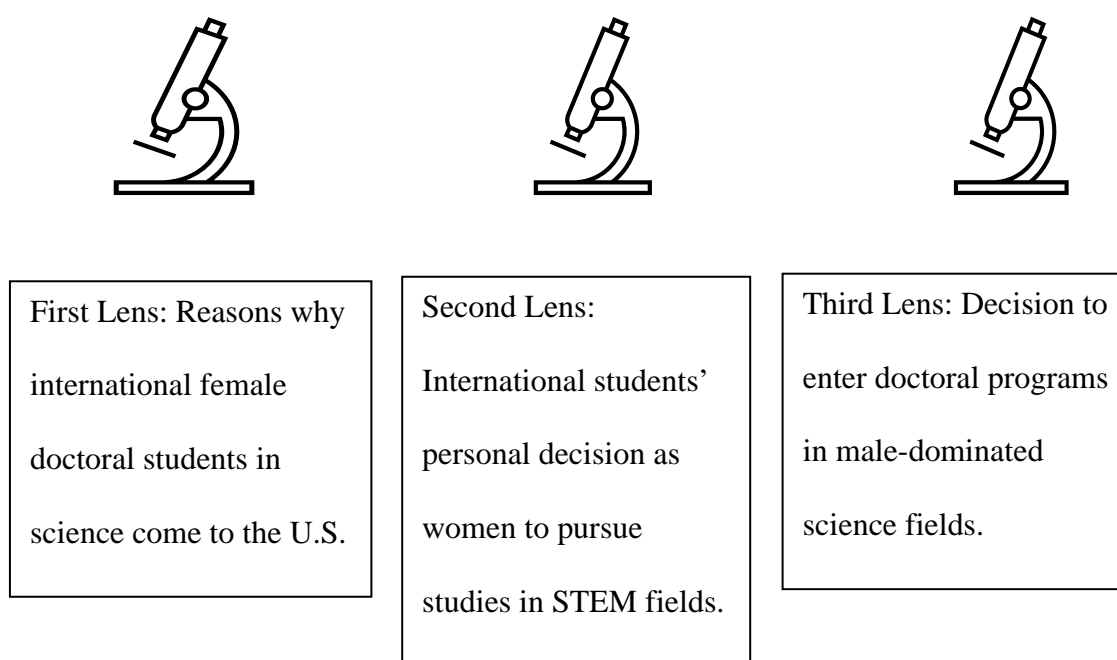 First Lens: Reasons why
international female
doctoral students in
science come to the U.S.
Second Lens:
International students’
personal decision as
women to pursue
studies in STEM fields.
Third Lens: Decision to
enter doctoral programs
in male-dominated
science fields.